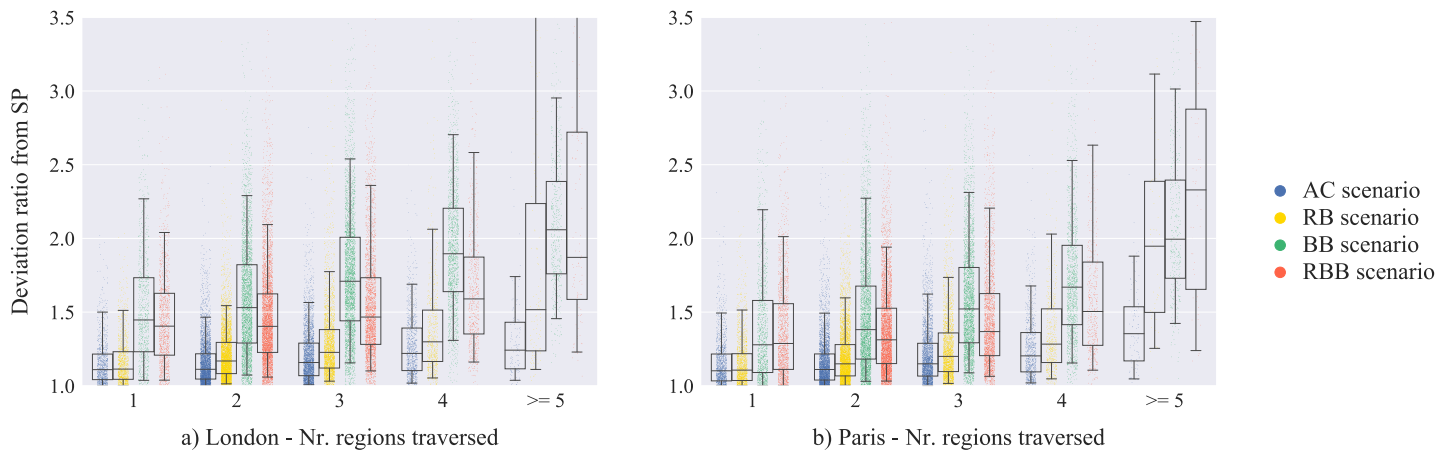 Deviation ratio from SP
3.5
3.0
2.5
2.0
1.5
1.0
1 2 3 4 >= 5
a) London - Nr. regions traversed
3.5
3.0
2.5
2.0
1.5
1.0
1 2 3 4 >= 5
b) Paris - Nr. regions traversed
AC scenario
RB scenario
BB scenario
RBB scenario